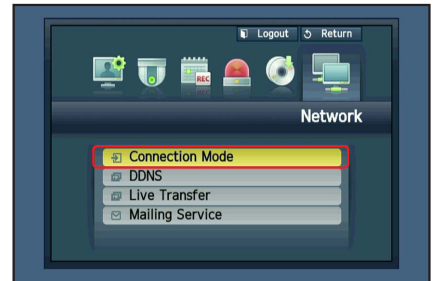 Logout Return
REC
Network
Connection Mode
DDNS
Live Transfer
Mailing Service